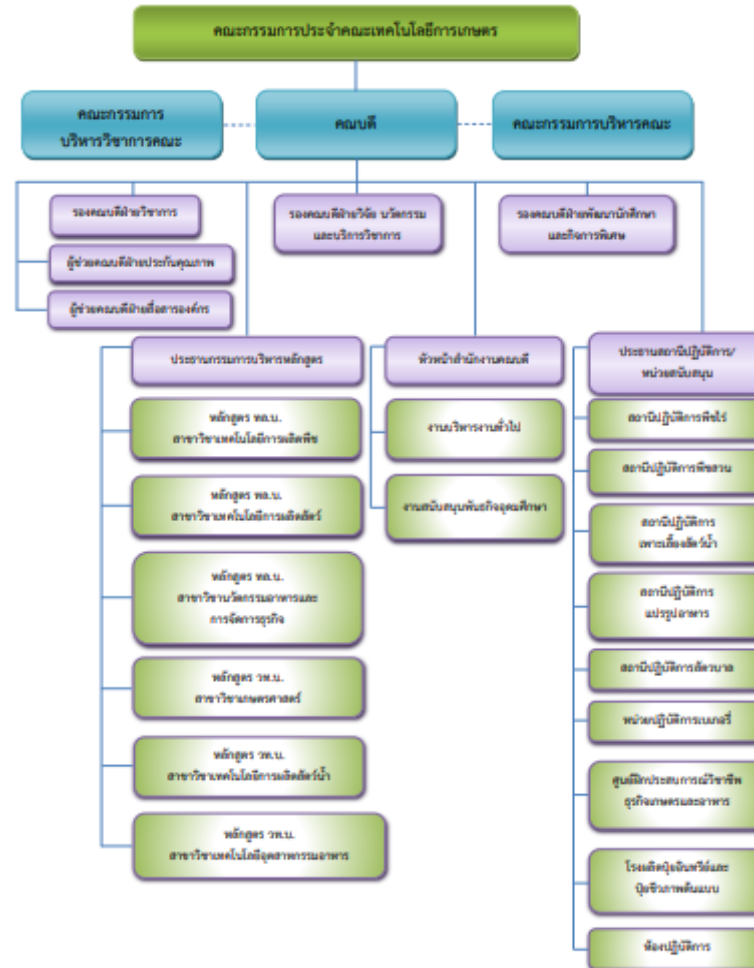 คณะกรรมการประจำคณะเทคโนโลยีการเกษตร
คณะกรรมการ
บริหารวิชาการคณะ
คณบดี
คณะกรรมการบริหารคณะ
รองคณบดีฝ่ายวิชาการ
รองคณบดีฝ่ายวิจัย นวัตกรรม
และบริการวิชาการ
รองคณบดีฝ่ายพัฒนานักศึกษา
และกิจการพิเศษ
ผู้ช่วยคณบดีฝ่ายประกันคุณภาพ
ผู้ช่วยคณบดีฝ่ายสื่อสารองค์กร
ประธานกรรมการบริหารหลักสูตร
หลักสูตร ทล.บ.
สาขาวิชาเทคโนโลยีการผลิตพืช
หลักสูตร ทล.บ.
สาขาวิชาเทคโนโลยีการผลิตสัตว์
หลักสูตร ทล.บ.
สาขาวิชานวัตกรรมอาหารและ
การจัดการธุรกิจ
หลักสูตร วท.บ.
สาขาวิชาเกษตรศาสตร์
หลักสูตร วท.บ.
สาขาวิชาเทคโนโลยีการผลิตสัตว์น้ำ
หลักสูตร วท.บ.
สาขาวิชาเทคโนโลยีอุตสาหกรรมอาหาร
หัวหน้าสำนักงานคณบดี
งานบริหารงานทั่วไป
งานสนับสนุนพันธกิจอุดมศึกษา
ประธานสถานีปฏิบัติการ/
หน่วยสนับสนุน
สถานีปฏิบัติการพืชไร่
สถานีปฏิบัติการพืชสวน
สถานีปฏิบัติการ
เพาะเลี้ยงสัตว์น้ำ
สถานีปฏิบัติการ
แปรรูปอาหาร
สถานีปฏิบัติการสัตวบาล
หน่วยปฏิบัติการเบเกอรี่
ศูนย์ฝึกประสบการณ์วิชาชีพ
ธุรกิจเกษตรและอาหาร
โรงผลิตปุ๋ยอินทรีย์และ
ปุ๋ยชีวภาพต้นแบบ
ห้องปฏิบัติการ